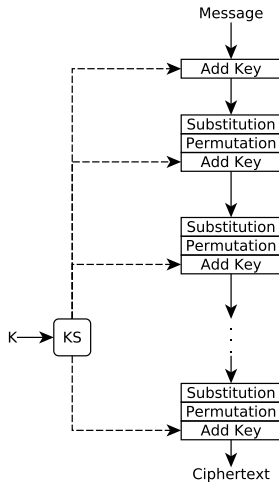 Message
Add Key
Substitution
Permutation
Add Key
Substitution
Permutation
Add Key
K
KS
Substitution
Permutation
Add Key
Ciphertext